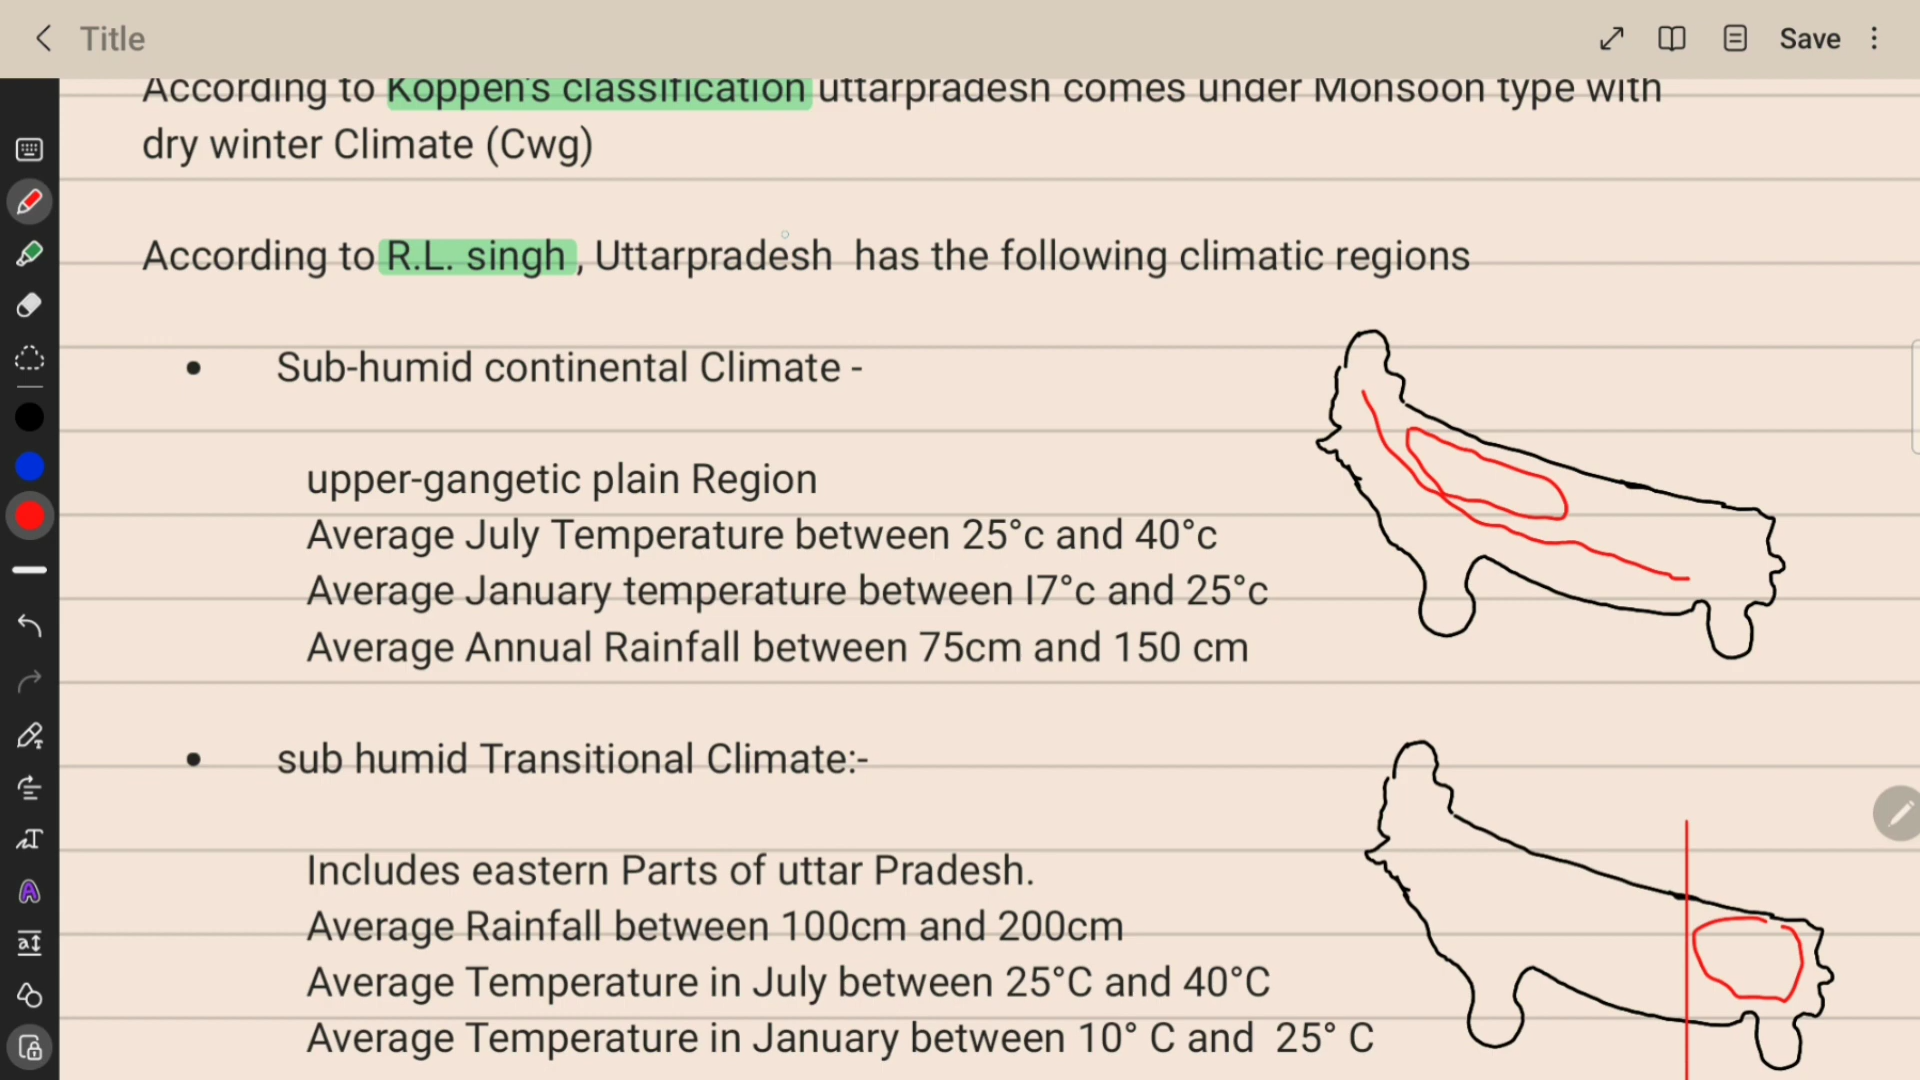 Title
Save
According to Koppen's classification uttarpradesh comes under Monsoon type with
dry winter Climate (Cwg)
According to R.L. singh , Uttarpradesh has the following climatic regions
• Sub-humid continental Climate -
upper-gangetic plain Region
Average July Temperature between 25°c and 40°c
Average January temperature between I7°c and 25°c
Average Annual Rainfall between 75cm and 150 cm
• sub humid Transitional Climate:-
Includes eastern Parts of uttar Pradesh.
Average Rainfall between 100cm and 200cm
Average Temperature in July between 25°C and 40°C
Average Temperature in January between 10° C and 25° C